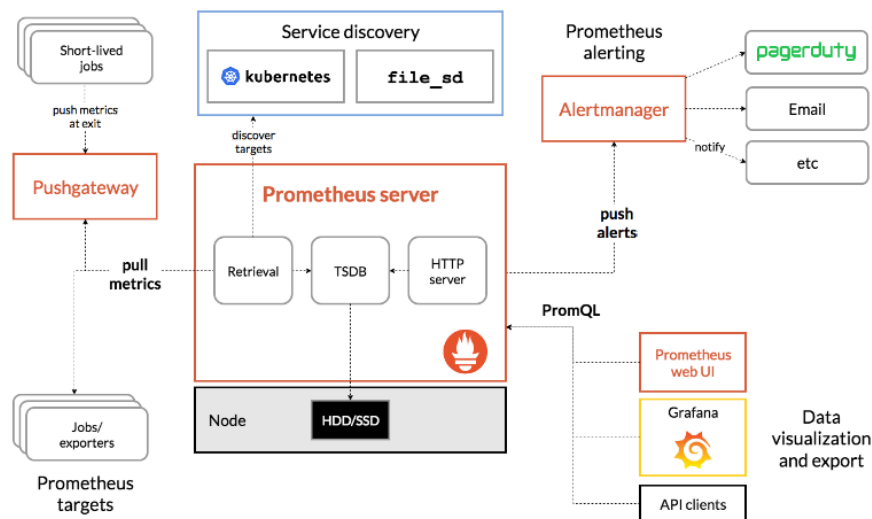 Short-lived
jobs
push metrics
at exit
Pushgateway
pull
metrics
Jobs/
exporters
Prometheus
targets
Service discovery
kubernetes
file_sd
discover
targets
Prometheus server
Retrieval
TSDB
HTTP
server
Node
HDD/SSD
Prometheus
alerting
Alertmanager
pagerduty
Email
etc
notify
push
alerts
PromQL
Prometheus
web UI
Grafana
API clients
Data
visualization
and export